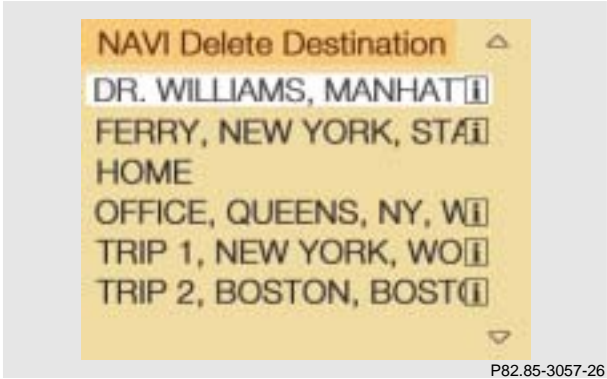 NAVI Delete Destination
DR. WILLIAMS, MANHAT
FERRY, NEW YORK, STA
HOME
OFFICE, QUEENS, NY, W
TRIP 1, NEW YORK, WO
TRIP 2, BOSTON, BOST
P82.85-3057-26